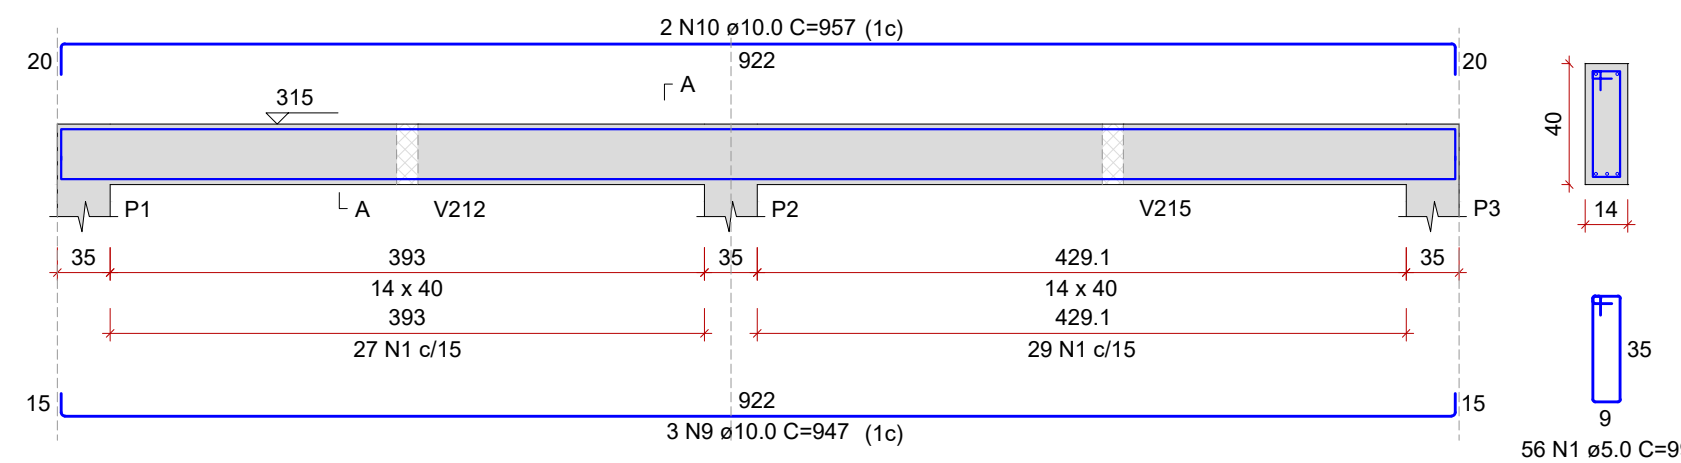 2 N10 ø10.0 C=957 (1c)
20 922 20
A
315
40
P1 A V212 P2 V215 P3
14
35 393 35 429.1 35
14 x 40 14 x 40
393 429.1
27 N1 c/15 29 N1 c/15
35
15 922 15
9
3 N9 ø10.0 C=947 (1c)
56 N1 ø5.0